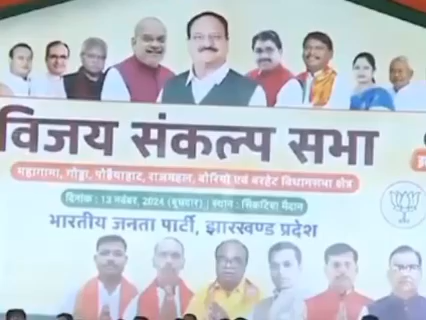 विजय संकल्प सभा
महागामा, गोड्डा, पोड़ैयाहाट, राजमहल, बोरियो एवं बरहेट विधानसभा क्षेत्र
दिनांक : 13 नवंबर, 2024 (बुधवार) | स्थान : सिकटिया मैदान
भारतीय जनता पार्टी, झारखण्ड प्रदेश